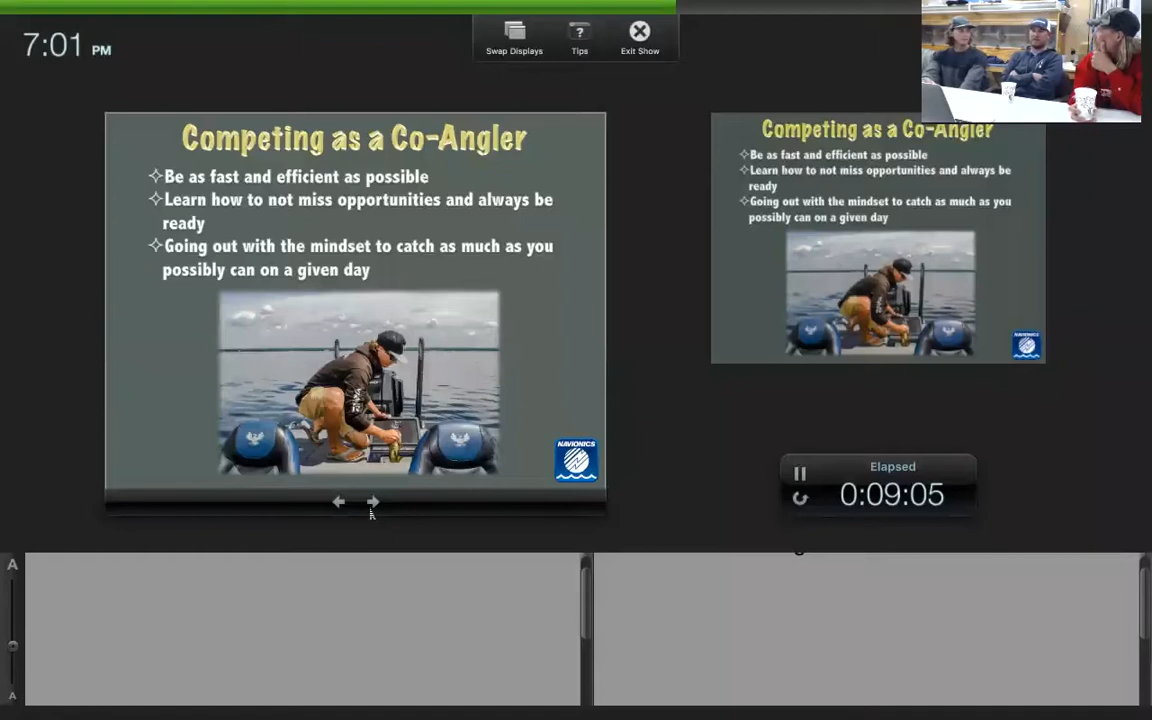 7:01 PM
Swap Displays
Tips
Exit Show
Competing as a Co-Angler
Be as fast and efficient as possible
Learn how to not miss opportunities and always be
ready
Going out with the mindset to catch as much as you
possibly can on a given day
NAVIONICS
Competing as a Co-Angler
Be as fast and efficient as possible
Learn how to not miss opportunities and always be
ready
Going out with the mindset to catch as much as you
possibly can on a given day
NAVIONICS
Elapsed
0:09:05
A
A